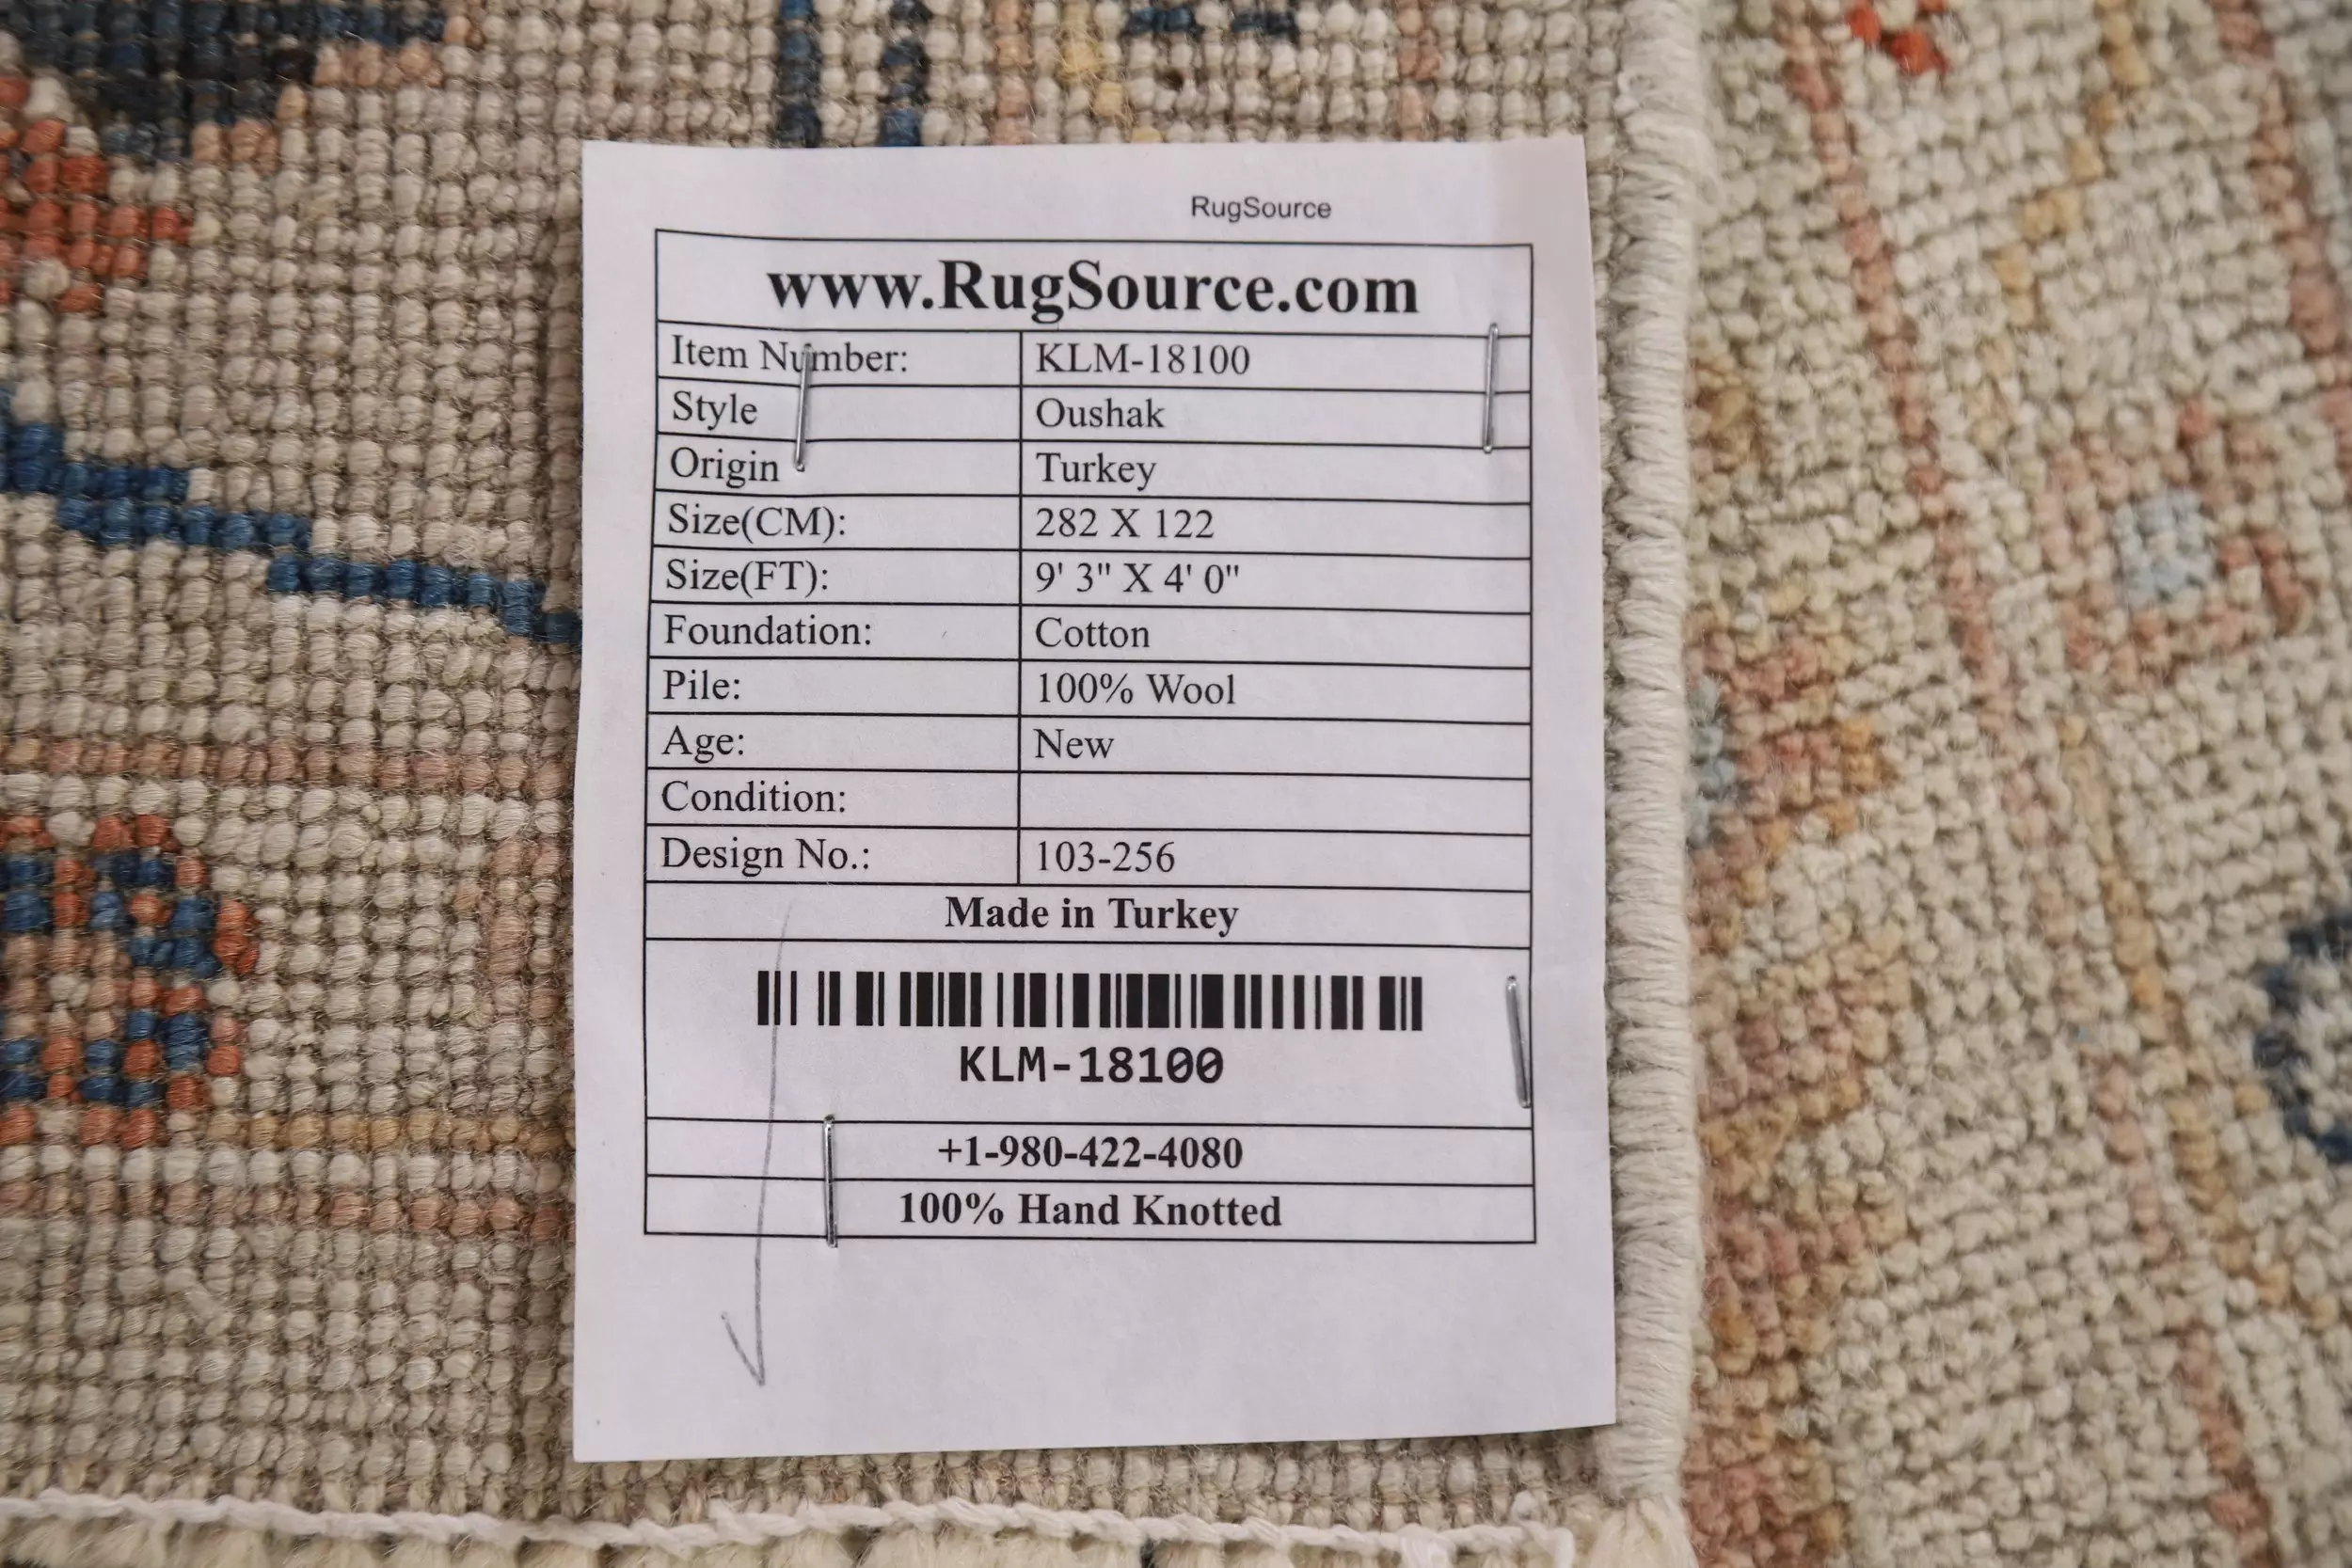 RugSource
www.RugSource.com
Item Number: KLM-18100
Style Oushak
Origin Turkey
Size(CM): 282 X 122
Size(FT): 9' 3" X 4' 0"
Foundation: Cotton
Pile: 100% Wool
Age: New
Condition:
Design No.: 103-256
Made in Turkey
KLM-18100
+1-980-422-4080
100% Hand Knotted